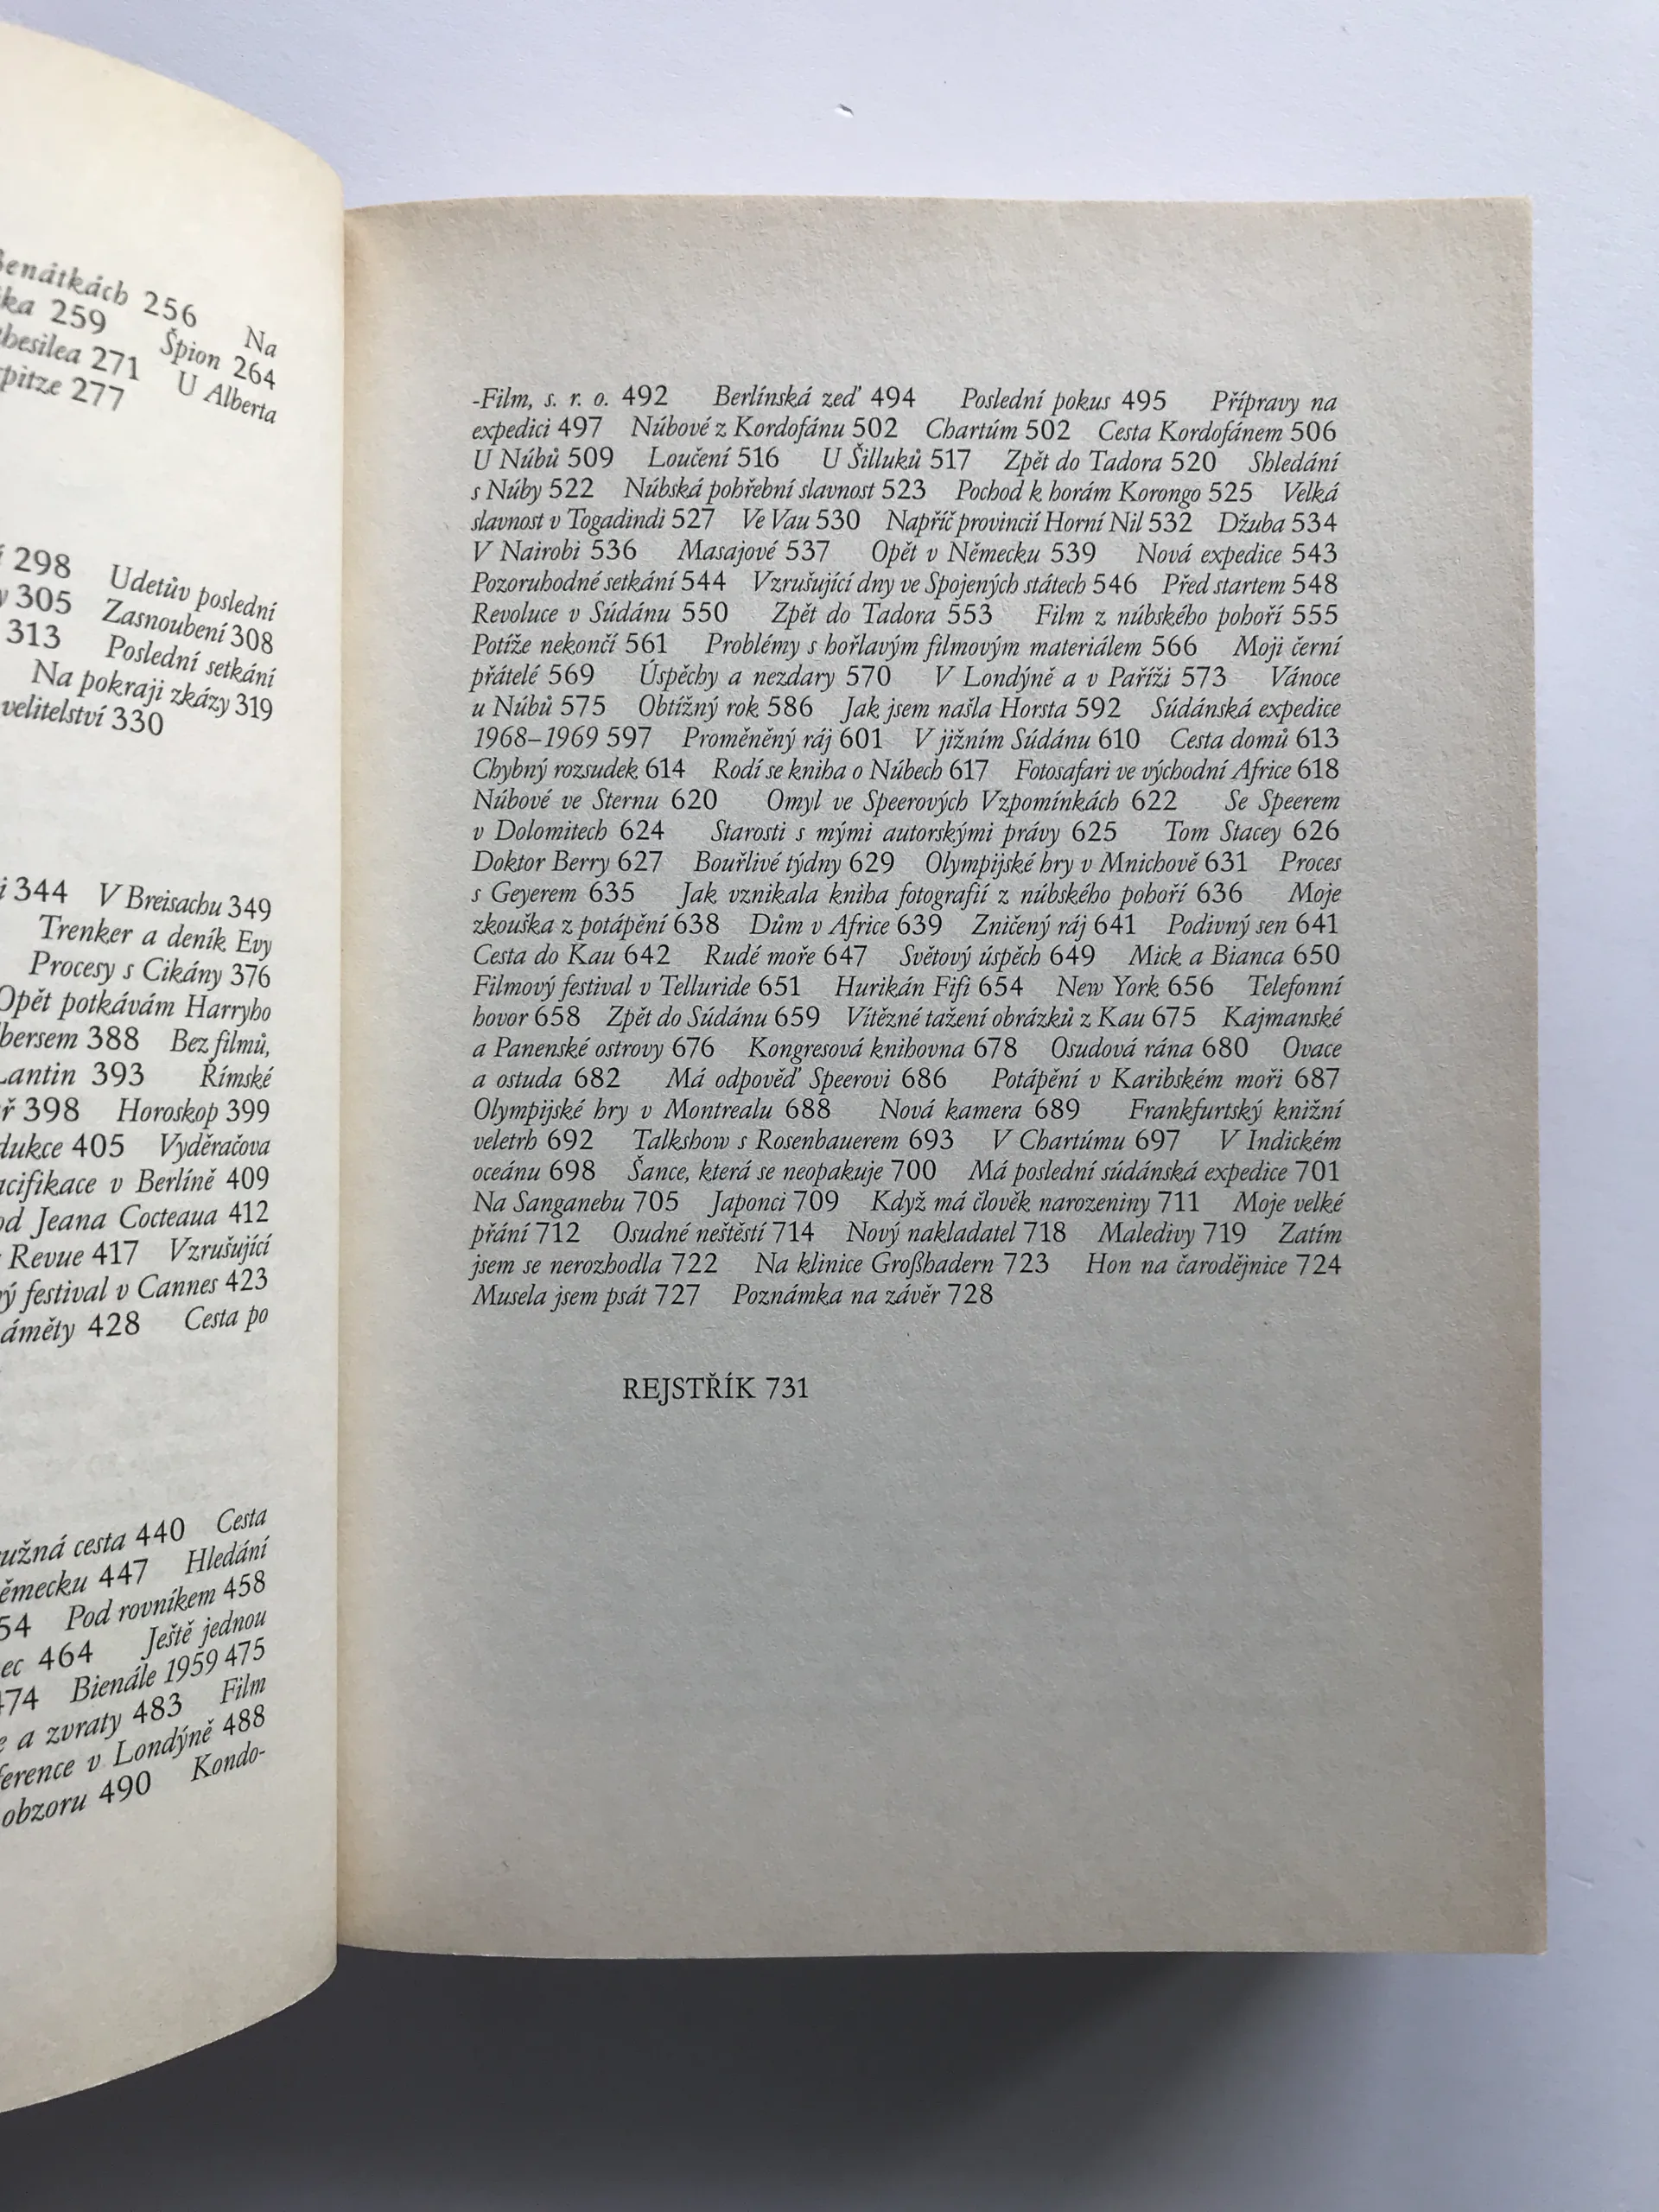 Benátkách 256 Na
259 Špion 264
271 U Alberta
277
298 Udetův poslední
305 Zasnoubení 308
313 Poslední setkání
Na pokraji zkázy 319
velitelství 330
344 V Breisachu 349
Trenker a deník Evy
Procesy s Cikány 376
Opět potkávám Harryho
388 Bez filmů,
Lantin 393 Římské
398 Horoskop 399
405 Vyděračova
v Berlíně 409
Jeana Cocteaua 412
Revue 417 Vzrušující
festival v Cannes 423
428 Cesta po
cesta 440 Cesta
447 Hledání
Pod rovníkem 458
464 Ještě jednou
Bienále 1959 475
a zvraty 483 Film
v Londýně 488
obzoru 490 Kondo-
-Film, s. r. o. 492 Berlínská zeď 494 Poslední pokus 495 Přípravy na
expedici 497 Núbové z Kordofánu 502 Chartúm 502 Cesta Kordofánem 506
U Núbů 509 Loučení 516 U Šilluků 517 Zpět do Tadora 520 Shledání
s Núby 522 Núbská pohřební slavnost 523 Pochod k horám Korongo 525 Velká
slavnost v Togadindi 527 Ve Vau 530 Napříč provincií Horní Nil 532 Džuba 534
V Nairobi 536 Masajové 537 Opět v Německu 539 Nová expedice 543
Pozoruhodné setkání 544 Vzrušující dny ve Spojených státech 546 Před startem 548
Revoluce v Súdánu 550 Zpět do Tadora 553 Film z núbského pohoří 555
Potíže nekončí 561 Problémy s hořlavým filmovým materiálem 566 Moji černí
přátelé 569 Úspěchy a nezdary 570 V Londýně a v Paříži 573 Vánoce
u Núbů 575 Obtížný rok 586 Jak jsem našla Horsta 592 Súdánská expedice
1968–1969 597 Proměněný ráj 601 V jižním Súdánu 610 Cesta domů 613
Chybný rozsudek 614 Rodí se kniha o Núbech 617 Fotosafari ve východní Africe 618
Núbové ve Sternu 620 Omyl ve Speerových Vzpomínkách 622 Se Speerem
v Dolomitech 624 Starosti s mými autorskými právy 625 Tom Stacey 626
Doktor Berry 627 Bouřlivé týdny 629 Olympijské hry v Mnichově 631 Proces
s Geyerem 635 Jak vznikala kniha fotografií z núbského pohoří 636 Moje
zkouška z potápění 638 Dům v Africe 639 Zničený ráj 641 Podivný sen 641
Cesta do Kau 642 Rudé moře 647 Světový úspěch 649 Mick a Bianca 650
Filmový festival v Telluride 651 Hurikán Fifi 654 New York 656 Telefonní
hovor 658 Zpět do Súdánu 659 Vítězné tažení obrázků z Kau 675 Kajmanské
a Panenské ostrovy 676 Kongresová knihovna 678 Osudová rána 680 Ovace
a ostuda 682 Má odpověď Speerovi 686 Potápění v Karibském moři 687
Olympijské hry v Montrealu 688 Nová kamera 689 Frankfurtský knižní
veletrh 692 Talkshow s Rosenbauerem 693 V Chartúmu 697 V Indickém
oceánu 698 Šance, která se neopakuje 700 Má poslední súdánská expedice 701
Na Sanganebu 705 Japonci 709 Když má člověk narozeniny 711 Moje velké
přání 712 Osudné neštěstí 714 Nový nakladatel 718 Maledivy 719 Zatím
jsem se nerozhodla 722 Na klinice Großhadern 723 Hon na čarodějnice 724
Musela jsem psát 727 Poznámka na závěr 728
REJSTŘÍK 731